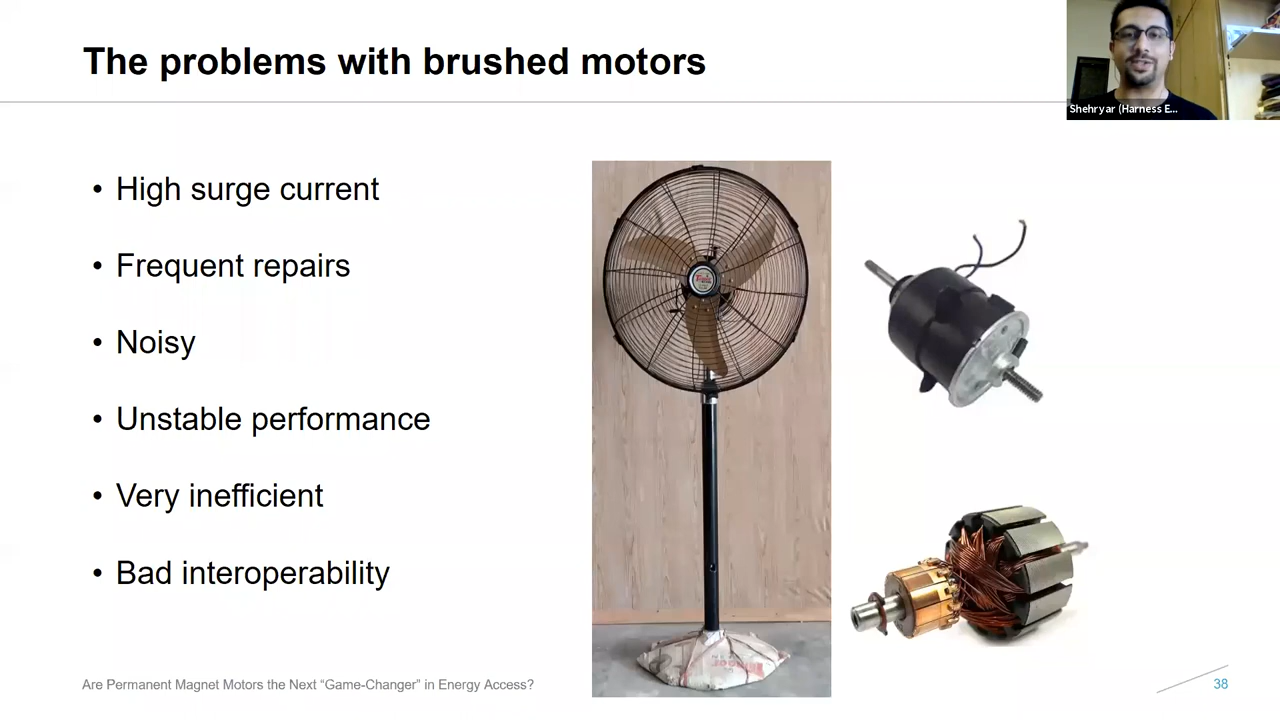 The problems with brushed motors
Shehryar (Harness E...
• High surge current
• Frequent repairs
• Noisy
• Unstable performance
• Very inefficient
• Bad interoperability
Are Permanent Magnet Motors the Next “Game-Changer” in Energy Access?
38